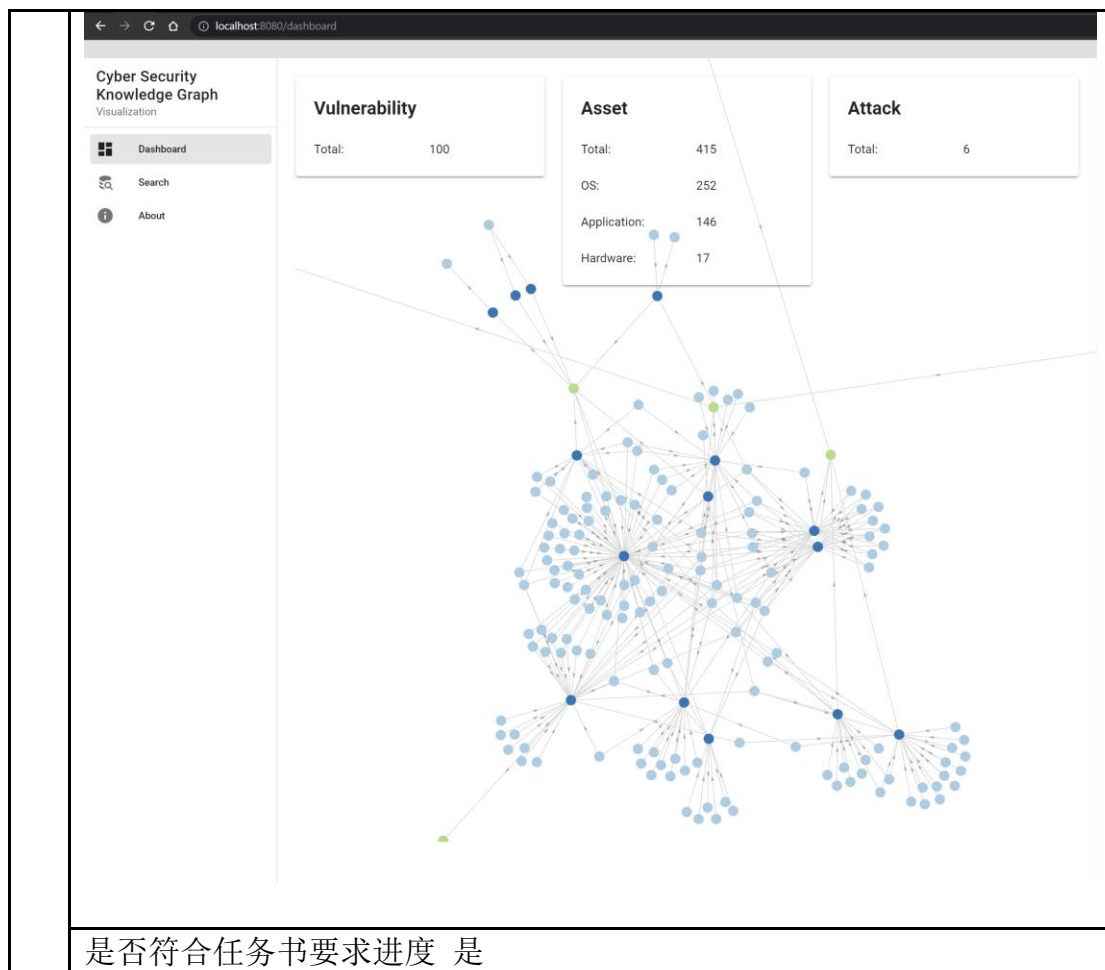 localhost:8080/dashboard
Cyber Security
Knowledge Graph
Visualization
Dashboard
Search
About
Vulnerability
Total: 100
Asset
Total: 415
OS: 252
Application: 146
Hardware: 17
Attack
Total: 6
是否符合任务书要求进度 是